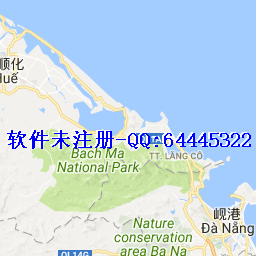 顺化
Huế
软件未注册-QQ:64445322
Bach Ma
National Park
TT. LĂNG CÔ
岘港
Đà Nẵng
Nature
conservation
area Ba Na
QL14G